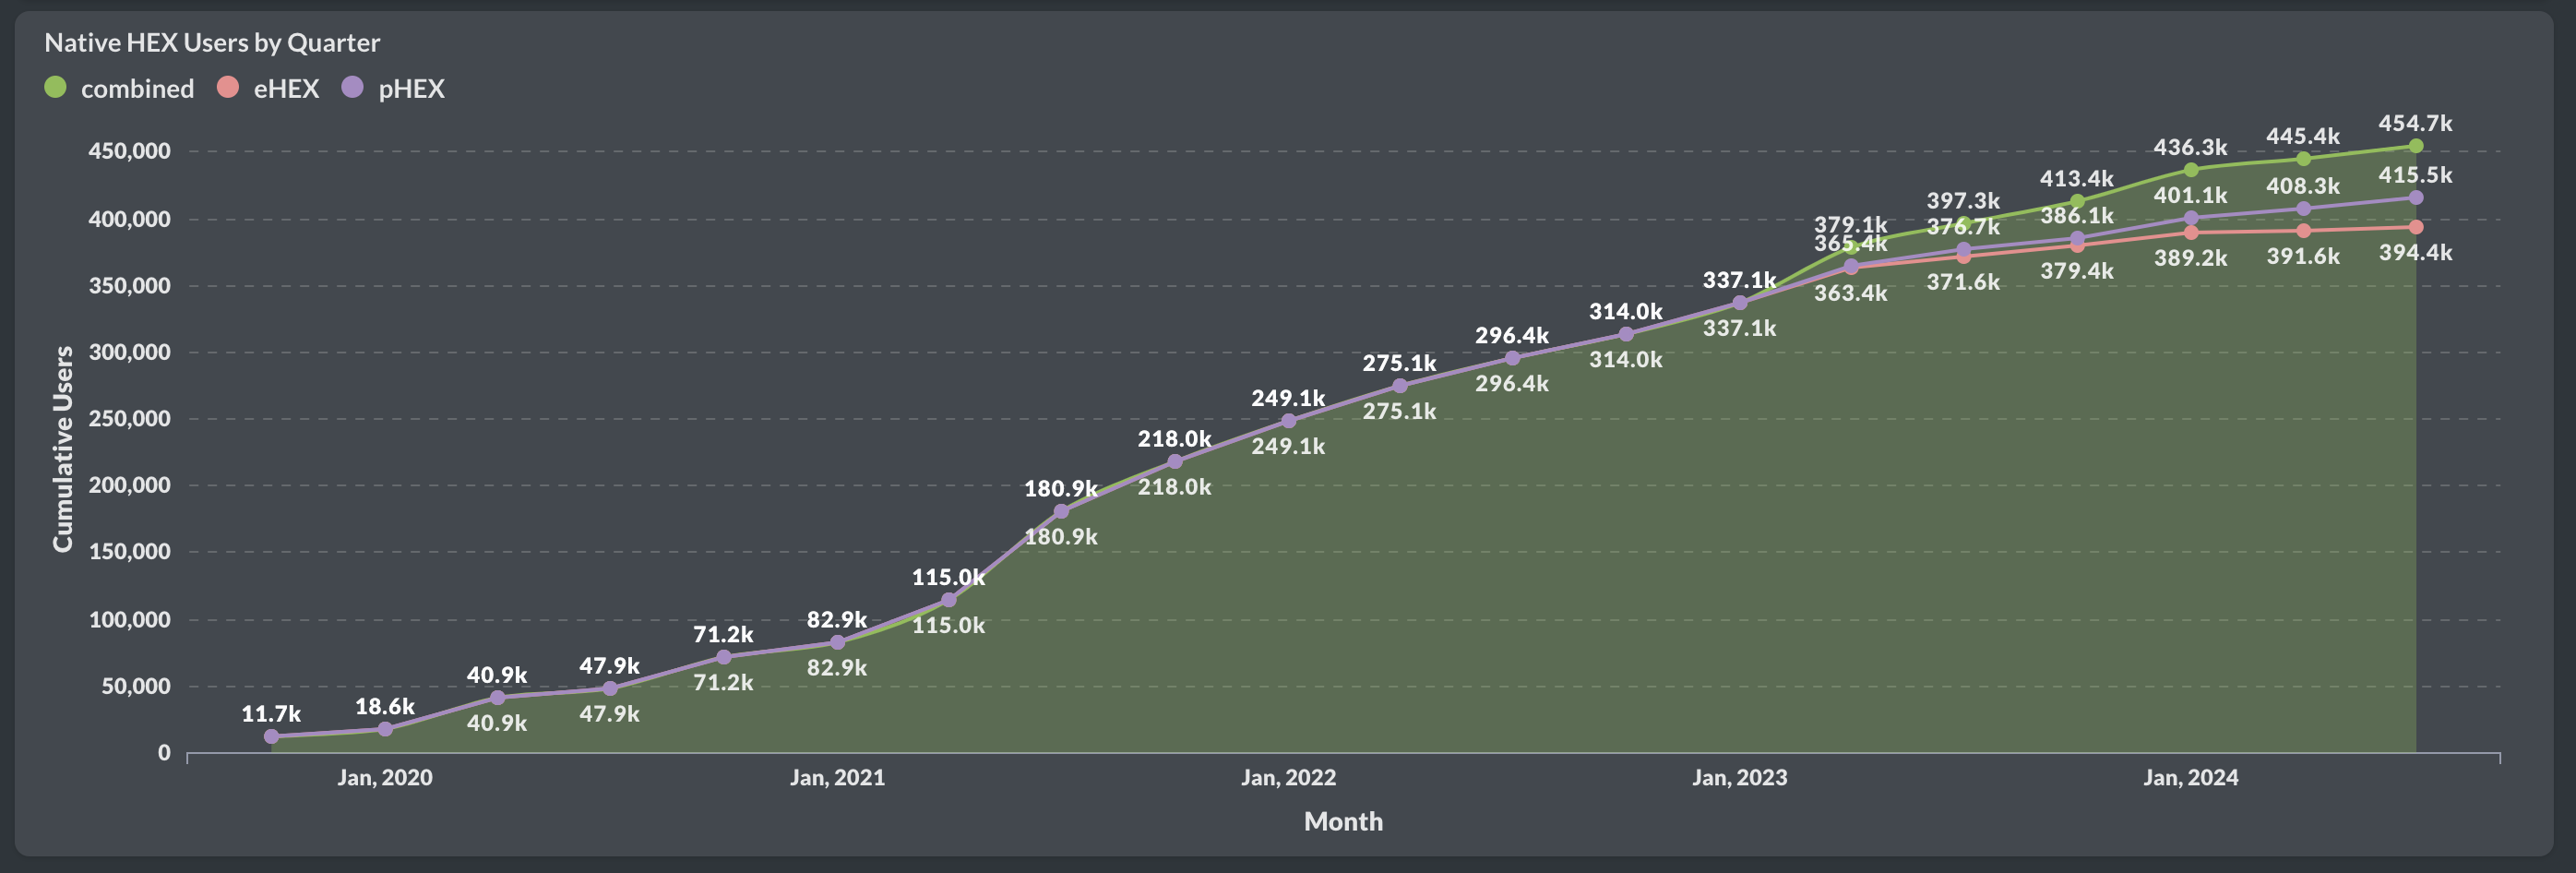 Native HEX Users by Quarter
combined eHEX pHEX
454.7k
445.4k
436.3k
450,000
415.5k
413.4k
408.3k
401.1k
397.3k
386.1k
400,000
379.1k
376.7k
365.4k
394.4k
391.6k
389.2k
379.4k
371.6k
363.4k
350,000
337.1k
337.1k
314.0k
314.0k
300,000
296.4k
296.4k
275.1k
275.1k
250,000
249.1k
249.1k
218.0k
218.0k
200,000
180.9k
180.9k
150,000
115.0k
115.0k
100,000
82.9k
82.9k
71.2k
71.2k
50,000
47.9k
47.9k
40.9k
40.9k
18.6k
11.7k
0
Cumulative Users
Jan, 2020 Jan, 2021 Jan, 2022 Jan, 2023 Jan, 2024
Month